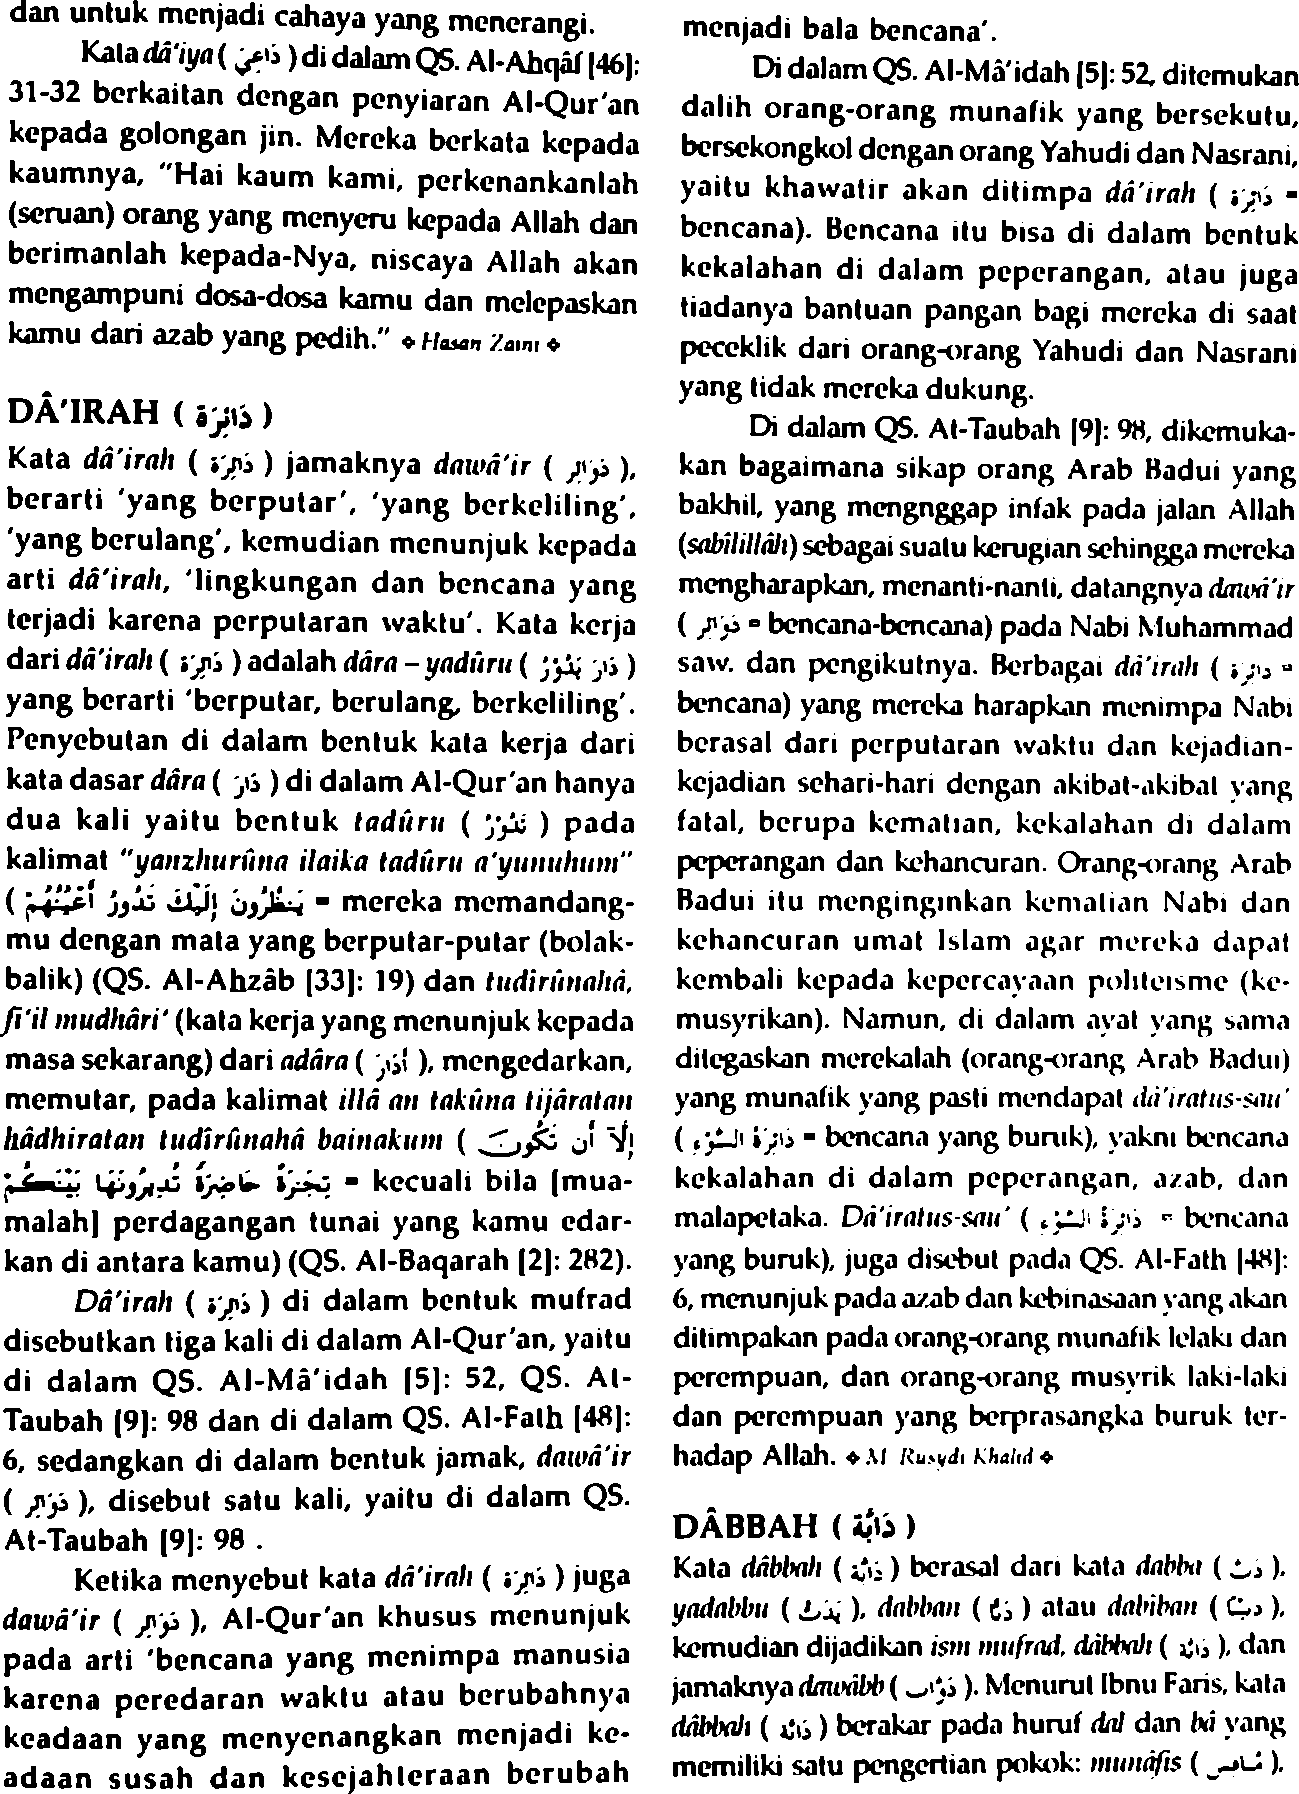 dan untuk menjadi cahaya yang menerangi.
Kata dâ'iya ( دَاعِيَ ) di dalam QS. Al-Ahqâf [46]:
31-32 berkaitan dengan penyiaran Al-Qur'an
kepada golongan jin. Mereka berkata kepada
kaumnya, "Hai kaum kami, perkenankanlah
(seruan) orang yang menyeru kepada Allah dan
berimanlah kepada-Nya, niscaya Allah akan
mengampuni dosa-dosa kamu dan melepaskan
kamu dari azab yang pedih." ❖ Hasan Zaini ❖
DÂ'IRAH ( دَائِرَة )
Kata dâ'irah ( دَائِرَة ) jamaknya dawâ'ir ( دَوَائِر ),
berarti 'yang berputar', 'yang berkeliling',
'yang berulang', kemudian menunjuk kepada
arti dâ'irah, 'lingkungan dan bencana yang
terjadi karena perputaran waktu'. Kata kerja
dari dâ'irah ( دَائِرَة ) adalah dâra – yadûru ( دَارَ يَدُوْرُ )
yang berarti 'berputar, berulang, berkeliling'.
Penyebutan di dalam bentuk kata kerja dari
kata dasar dâra ( دَارَ ) di dalam Al-Qur'an hanya
dua kali yaitu bentuk tadûru ( تَدُوْرُ ) pada
kalimat "yanzhurûna ilaika tadûru a'yunuhum"
( يَنظُرُونَ إِلَيْكَ تَدُورُ أَعْيُنُهُمْ = mereka memandang-
mu dengan mata yang berputar-putar (bolak-
balik) (QS. Al-Ahzâb [33]: 19) dan tudîrûnahâ,
fi'il mudhâri' (kata kerja yang menunjuk kepada
masa sekarang) dari adâra ( أَدَارَ ), mengedarkan,
memutar, pada kalimat illâ an takûna tijâratan
hâdhiratan tudîrûnahâ bainakum ( إِلَّا أَن تَكُونَ
تِجَارَةً حَاضِرَةً تُدِيرُونَهَا بَيْنَكُمْ = kecuali bila [mua-
malah] perdagangan tunai yang kamu edar-
kan di antara kamu) (QS. Al-Baqarah [2]: 282).
Dâ'irah ( دَائِرَة ) di dalam bentuk mufrad
disebutkan tiga kali di dalam Al-Qur'an, yaitu
di dalam QS. Al-Mâ'idah [5]: 52, QS. At-
Taubah [9]: 98 dan di dalam QS. Al-Fath [48]:
6, sedangkan di dalam bentuk jamak, dawâ'ir
( دَوَائِر ), disebut satu kali, yaitu di dalam QS.
At-Taubah [9]: 98 .
Ketika menyebut kata dâ'irah ( دَائِرَة ) juga
dawâ'ir ( دَوَائِر ), Al-Qur'an khusus menunjuk
pada arti 'bencana yang menimpa manusia
karena peredaran waktu atau berubahnya
keadaan yang menyenangkan menjadi ke-
adaan susah dan kesejahteraan berubah
menjadi bala bencana'.
Di dalam QS. Al-Mâ'idah [5]: 52, ditemukan
dalih orang-orang munafik yang bersekutu,
bersekongkol dengan orang Yahudi dan Nasrani,
yaitu khawatir akan ditimpa dâ'irah ( دَائِرَة =
bencana). Bencana itu bisa di dalam bentuk
kekalahan di dalam peperangan, atau juga
tiadanya bantuan pangan bagi mereka di saat
peceklik dari orang-orang Yahudi dan Nasrani
yang tidak mereka dukung.
Di dalam QS. At-Taubah [9]: 98, dikemuka-
kan bagaimana sikap orang Arab Badui yang
bakhil, yang mengnggap infak pada jalan Allah
(sabîlillâh) sebagai suatu kerugian sehingga mereka
mengharapkan, menanti-nanti, datangnya dawâ'ir
( دَوَائِر = bencana-bencana) pada Nabi Muhammad
saw. dan pengikutnya. Berbagai dâ'irah ( دَائِرَة =
bencana) yang mereka harapkan menimpa Nabi
berasal dari perputaran waktu dan kejadian-
kejadian sehari-hari dengan akibat-akibat yang
fatal, berupa kematian, kekalahan di dalam
peperangan dan kehancuran. Orang-orang Arab
Badui itu menginginkan kematian Nabi dan
kehancuran umat Islam agar mereka dapat
kembali kepada kepercayaan politeisme (ke-
musyrikan). Namun, di dalam ayat yang sama
ditegaskan merekalah (orang-orang Arab Badui)
yang munafik yang pasti mendapat dâ'iratus-sau'
( دَائِرَةُ السَّوْءِ = bencana yang buruk), yakni bencana
kekalahan di dalam peperangan, azab, dan
malapetaka. Dâ'iratus-sau' ( دَائِرَةُ السَّوْءِ = bencana
yang buruk), juga disebut pada QS. Al-Fath [48]:
6, menunjuk pada azab dan kebinasaan yang akan
ditimpakan pada orang-orang munafik lelaki dan
perempuan, dan orang-orang musyrik laki-laki
dan perempuan yang berprasangka buruk ter-
hadap Allah. ❖ M Rusydi Khalid ❖
DÂBBAH ( دَابَّة )
Kata dâbbah ( دَابَّة ) berasal dari kata dabba ( دَبَّ ),
yadabbu ( يَدَبُّ ), dabban ( دَبًّا ) atau dabîban ( دَبِيبًا ),
kemudian dijadikan ism mufrad, dâbbah ( دَابَّة ), dan
jamaknya dawâbb ( دَوَاب ). Menurut Ibnu Faris, kata
dâbbah ( دَابَّة ) berakar pada huruf dal dan bâ yang
memiliki satu pengertian pokok: munâfis ( مُنَافِس ),